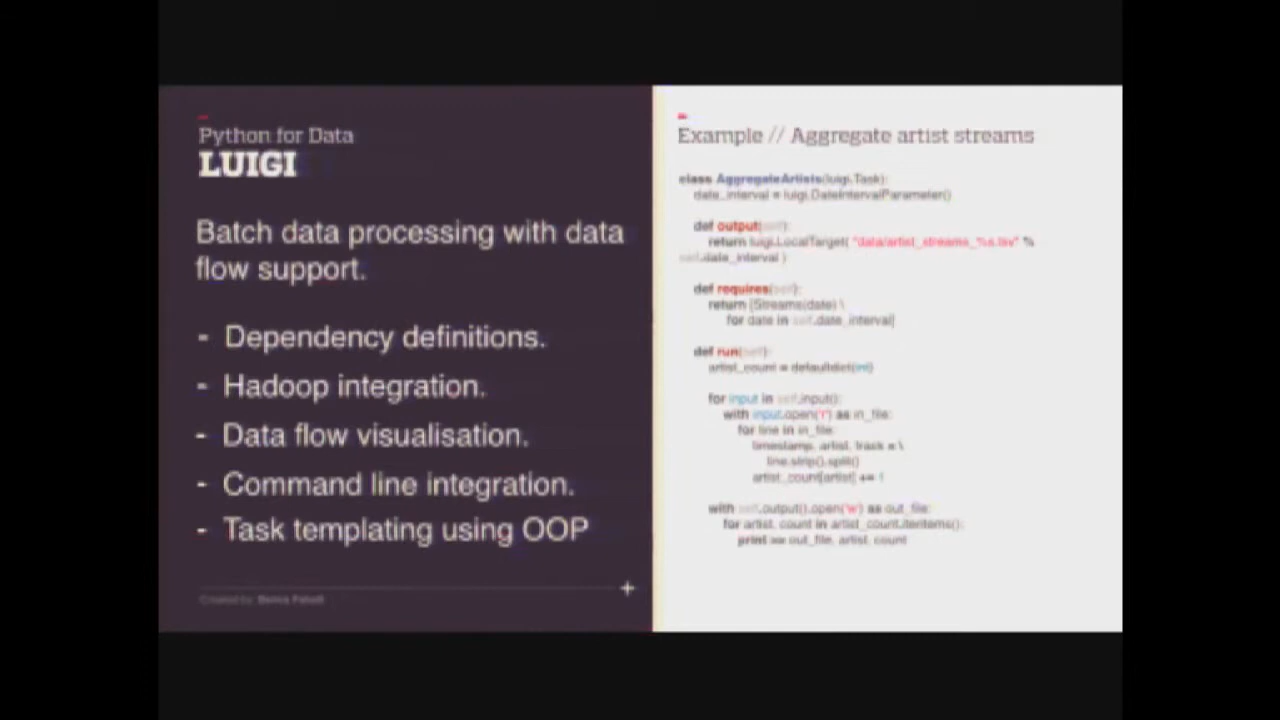 Python for Data
LUIGI
Batch data processing with data
flow support.
- Dependency definitions.
- Hadoop integration.
- Data flow visualisation.
- Command line integration.
- Task templating using OOP
Created by:
Example // Aggregate artist streams
class AggregateArtists(luigi.Task):
date_interval = luigi.DateIntervalParameter()
def output(self):
return luigi.LocalTarget( "data/artist_streams_%s.tsv" %
self.date_interval )
def requires(self):
return [Streams(date) \
for date in self.date_interval]
def run(self):
artist_count = defaultdict(int)
for input in self.input():
with input.open('r') as in_file:
for line in in_file:
timestamp, artist, track = \
line.strip().split()
artist_count[artist] += 1
with self.output().open('w') as out_file:
for artist, count in artist_count.iteritems():
print >> out_file, artist, count